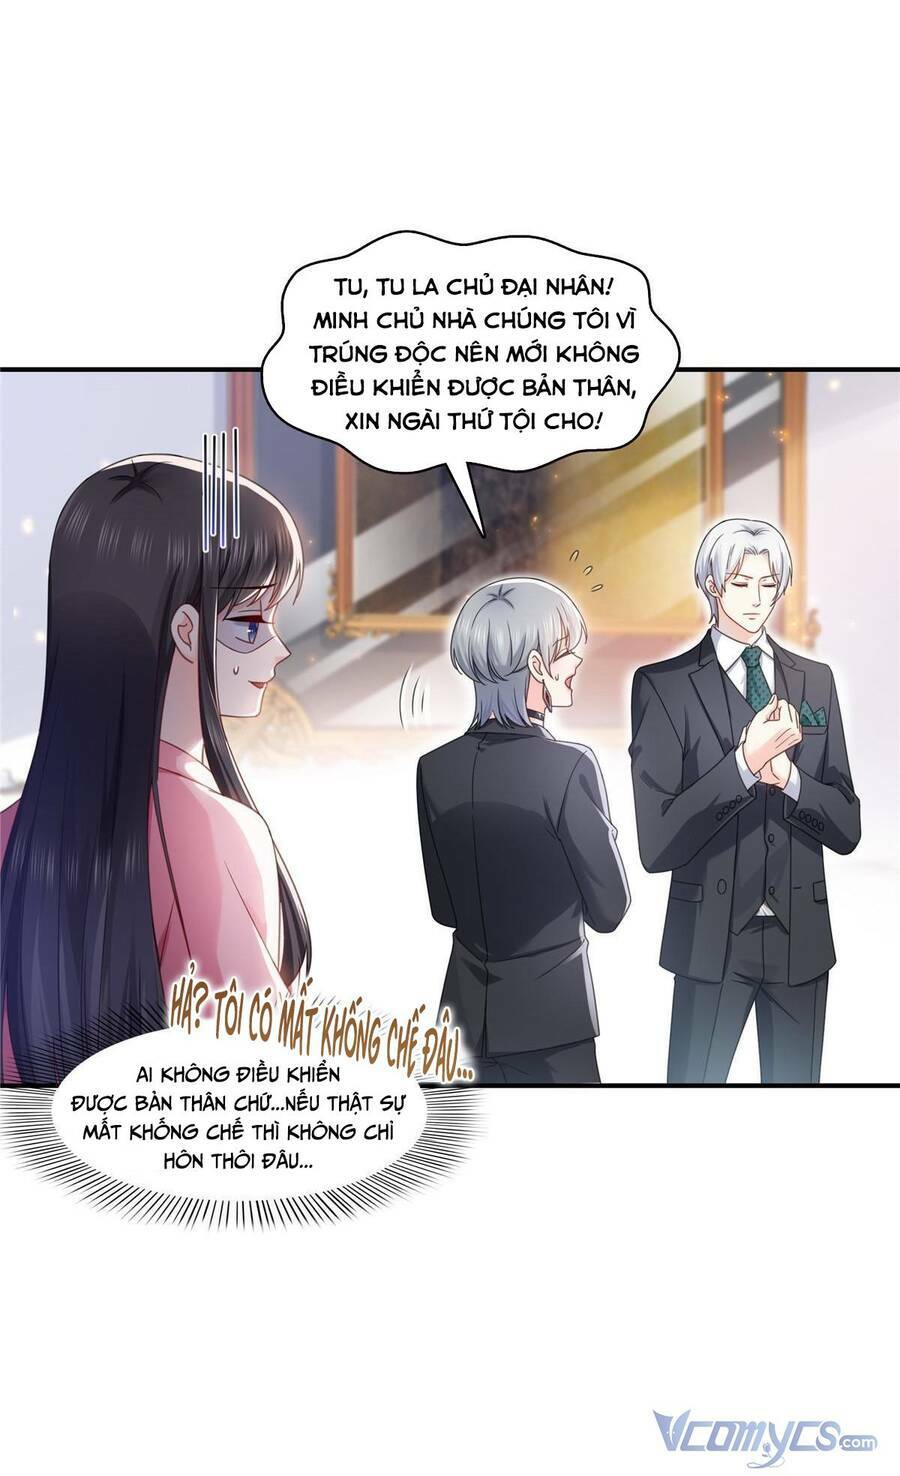 TU, TU LA CHỦ ĐẠI NHÂN!
MINH CHỦ NHÀ CHÚNG TÔI VÌ
TRÚNG ĐỘC NÊN MỚI KHÔNG
ĐIỀU KHIỂN ĐƯỢC BẢN THÂN,
XIN NGÀI THỨ TỘI CHO!
HẢ? TÔI CÓ MẤT KHỐNG CHẾ ĐÂU...
AI KHÔNG ĐIỀU KHIỂN
ĐƯỢC BẢN THÂN CHỨ...NẾU THẬT SỰ
MẤT KHỐNG CHẾ THÌ KHÔNG CHỈ
HÔN THÔI ĐÂU...
VCOMYCS.com